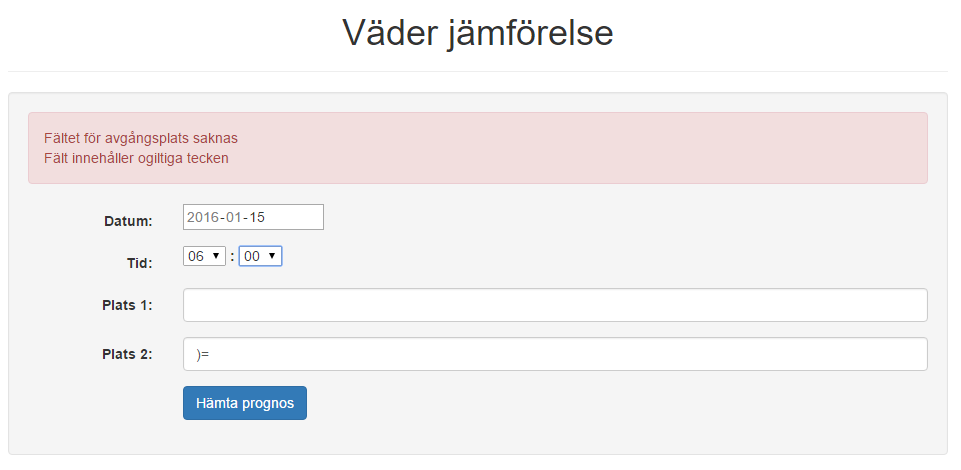 Väder jämförelse
Fältet för avgångsplats saknas
Fält innehåller ogiltiga tecken
Datum: 2016-01-15
Tid: 06 : 00
Plats 1:
Plats 2: )=
Hämta prognos